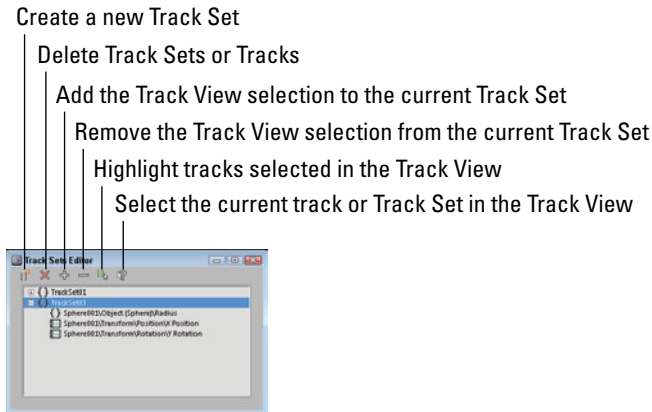 Create a new Track Set
Delete Track Sets or Tracks
Add the Track View selection to the current Track Set
Remove the Track View selection from the current Track Set
Highlight tracks selected in the Track View
Select the current track or Track Set in the Track View
Track Sets Editor
{} TrackSet01
{} TrackSet03
{} Sphere001\Object (Sphere)\Radius
Sphere001\Transform\Position\X Position
Sphere001\Transform\Rotation\Y Rotation